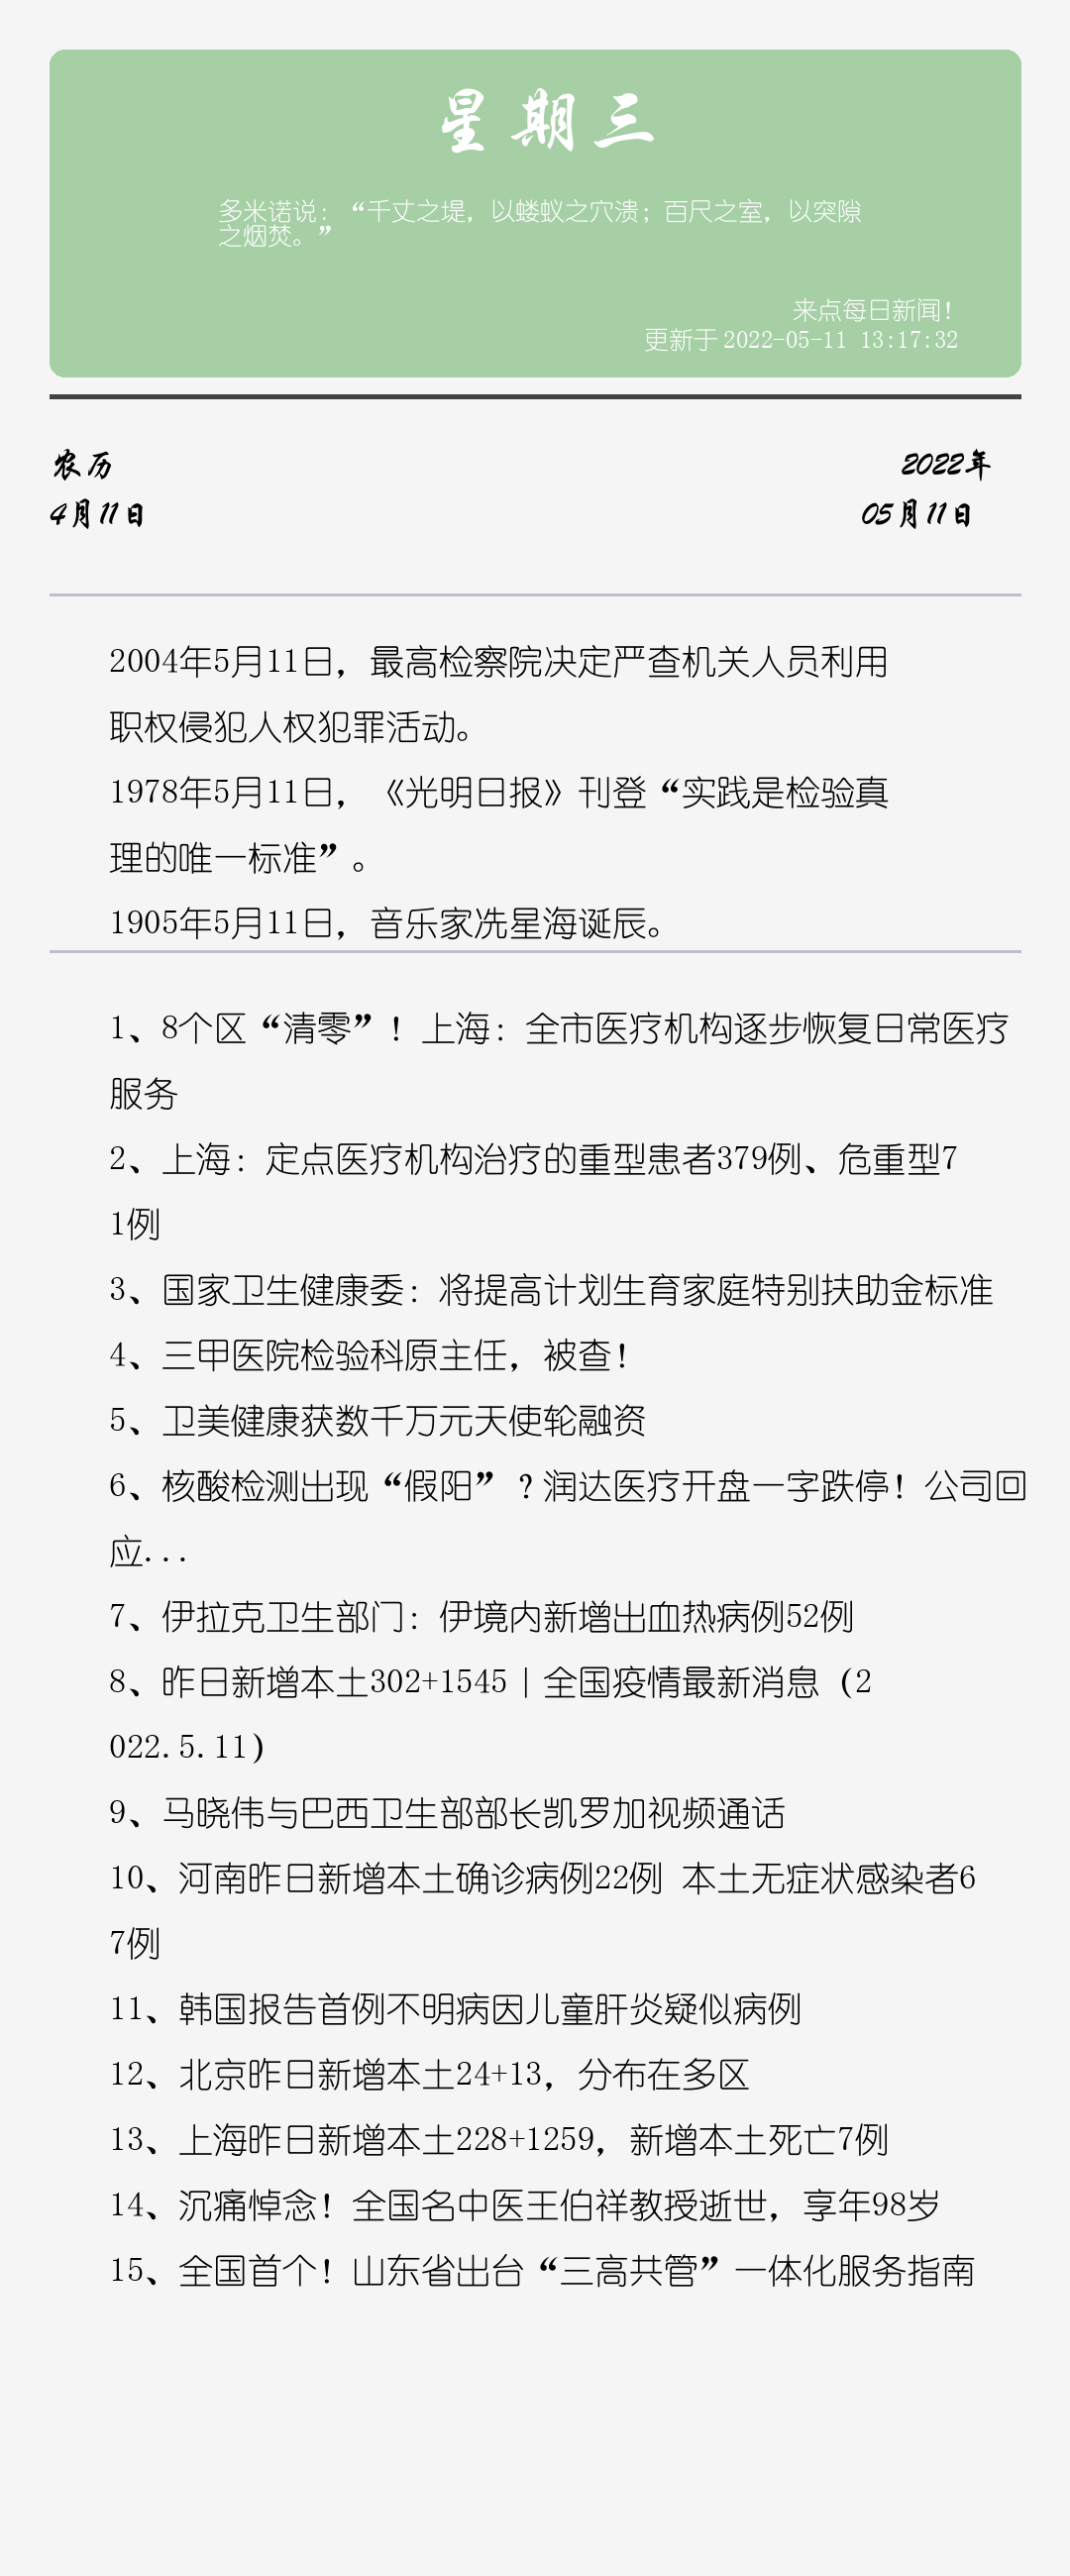 星期三
多米诺说：“千丈之堤，以蝼蚁之穴溃；百尺之室，以突隙
之烟焚。”
来点每日新闻！
更新于 2022-05-11 13:17:32
农历
2022年
4月11日
05月11日
2004年5月11日，最高检察院决定严查机关人员利用
职权侵犯人权犯罪活动。
1978年5月11日，《光明日报》刊登“实践是检验真
理的唯一标准”。
1905年5月11日，音乐家冼星海诞辰。
1、8个区“清零”！上海：全市医疗机构逐步恢复日常医疗
服务
2、上海：定点医疗机构治疗的重型患者379例、危重型7
1例
3、国家卫生健康委：将提高计划生育家庭特别扶助金标准
4、三甲医院检验科原主任，被查！
5、卫美健康获数千万元天使轮融资
6、核酸检测出现“假阳”？润达医疗开盘一字跌停！公司回
应...
7、伊拉克卫生部门：伊境内新增出血热病例52例
8、昨日新增本土302+1545｜全国疫情最新消息（2
022.5.11）
9、马晓伟与巴西卫生部部长凯罗加视频通话
10、河南昨日新增本土确诊病例22例 本土无症状感染者6
7例
11、韩国报告首例不明病因儿童肝炎疑似病例
12、北京昨日新增本土24+13，分布在多区
13、上海昨日新增本土228+1259，新增本土死亡7例
14、沉痛悼念！全国名中医王伯祥教授逝世，享年98岁
15、全国首个！山东省出台“三高共管”一体化服务指南